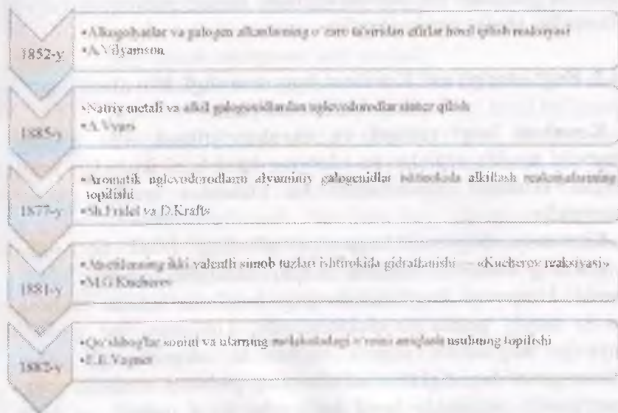 1852-y
•Alkogolyatlar va galogen alkanlarning o'zaro ta'siridan efirlar hosil qilish reaksiyasi
•A.Vilyamson
1885-y
•Natriy metali va alkil galogenidlardan uglevodorodlar sintez qilish
•A.Vyurs
1877-y
•Aromatik uglevodorodlarni alyuminiy galogenidlar ishtirokida alkillash reaksiyalarining
topilishi
•Sh.Fridel va D.Krafts
1881-y
•Atsetilenning ikki valentli simob tuzlari ishtirokida gidratlanishi – «Kucherov reaksiyasi»
•M.G.Kucherov
1882-y
•Qo'shbog'lar sonini va ularning molekuladagi o'rnini aniqlash usulining topilishi
•E.E.Vagner